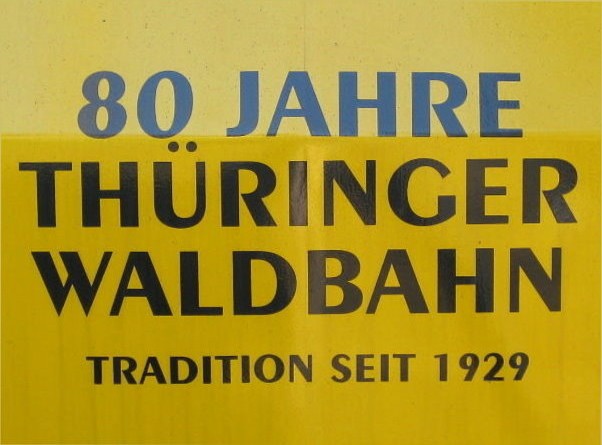 80 JAHRE
THÜRINGER
WALDBAHN
TRADITION SEIT 1929